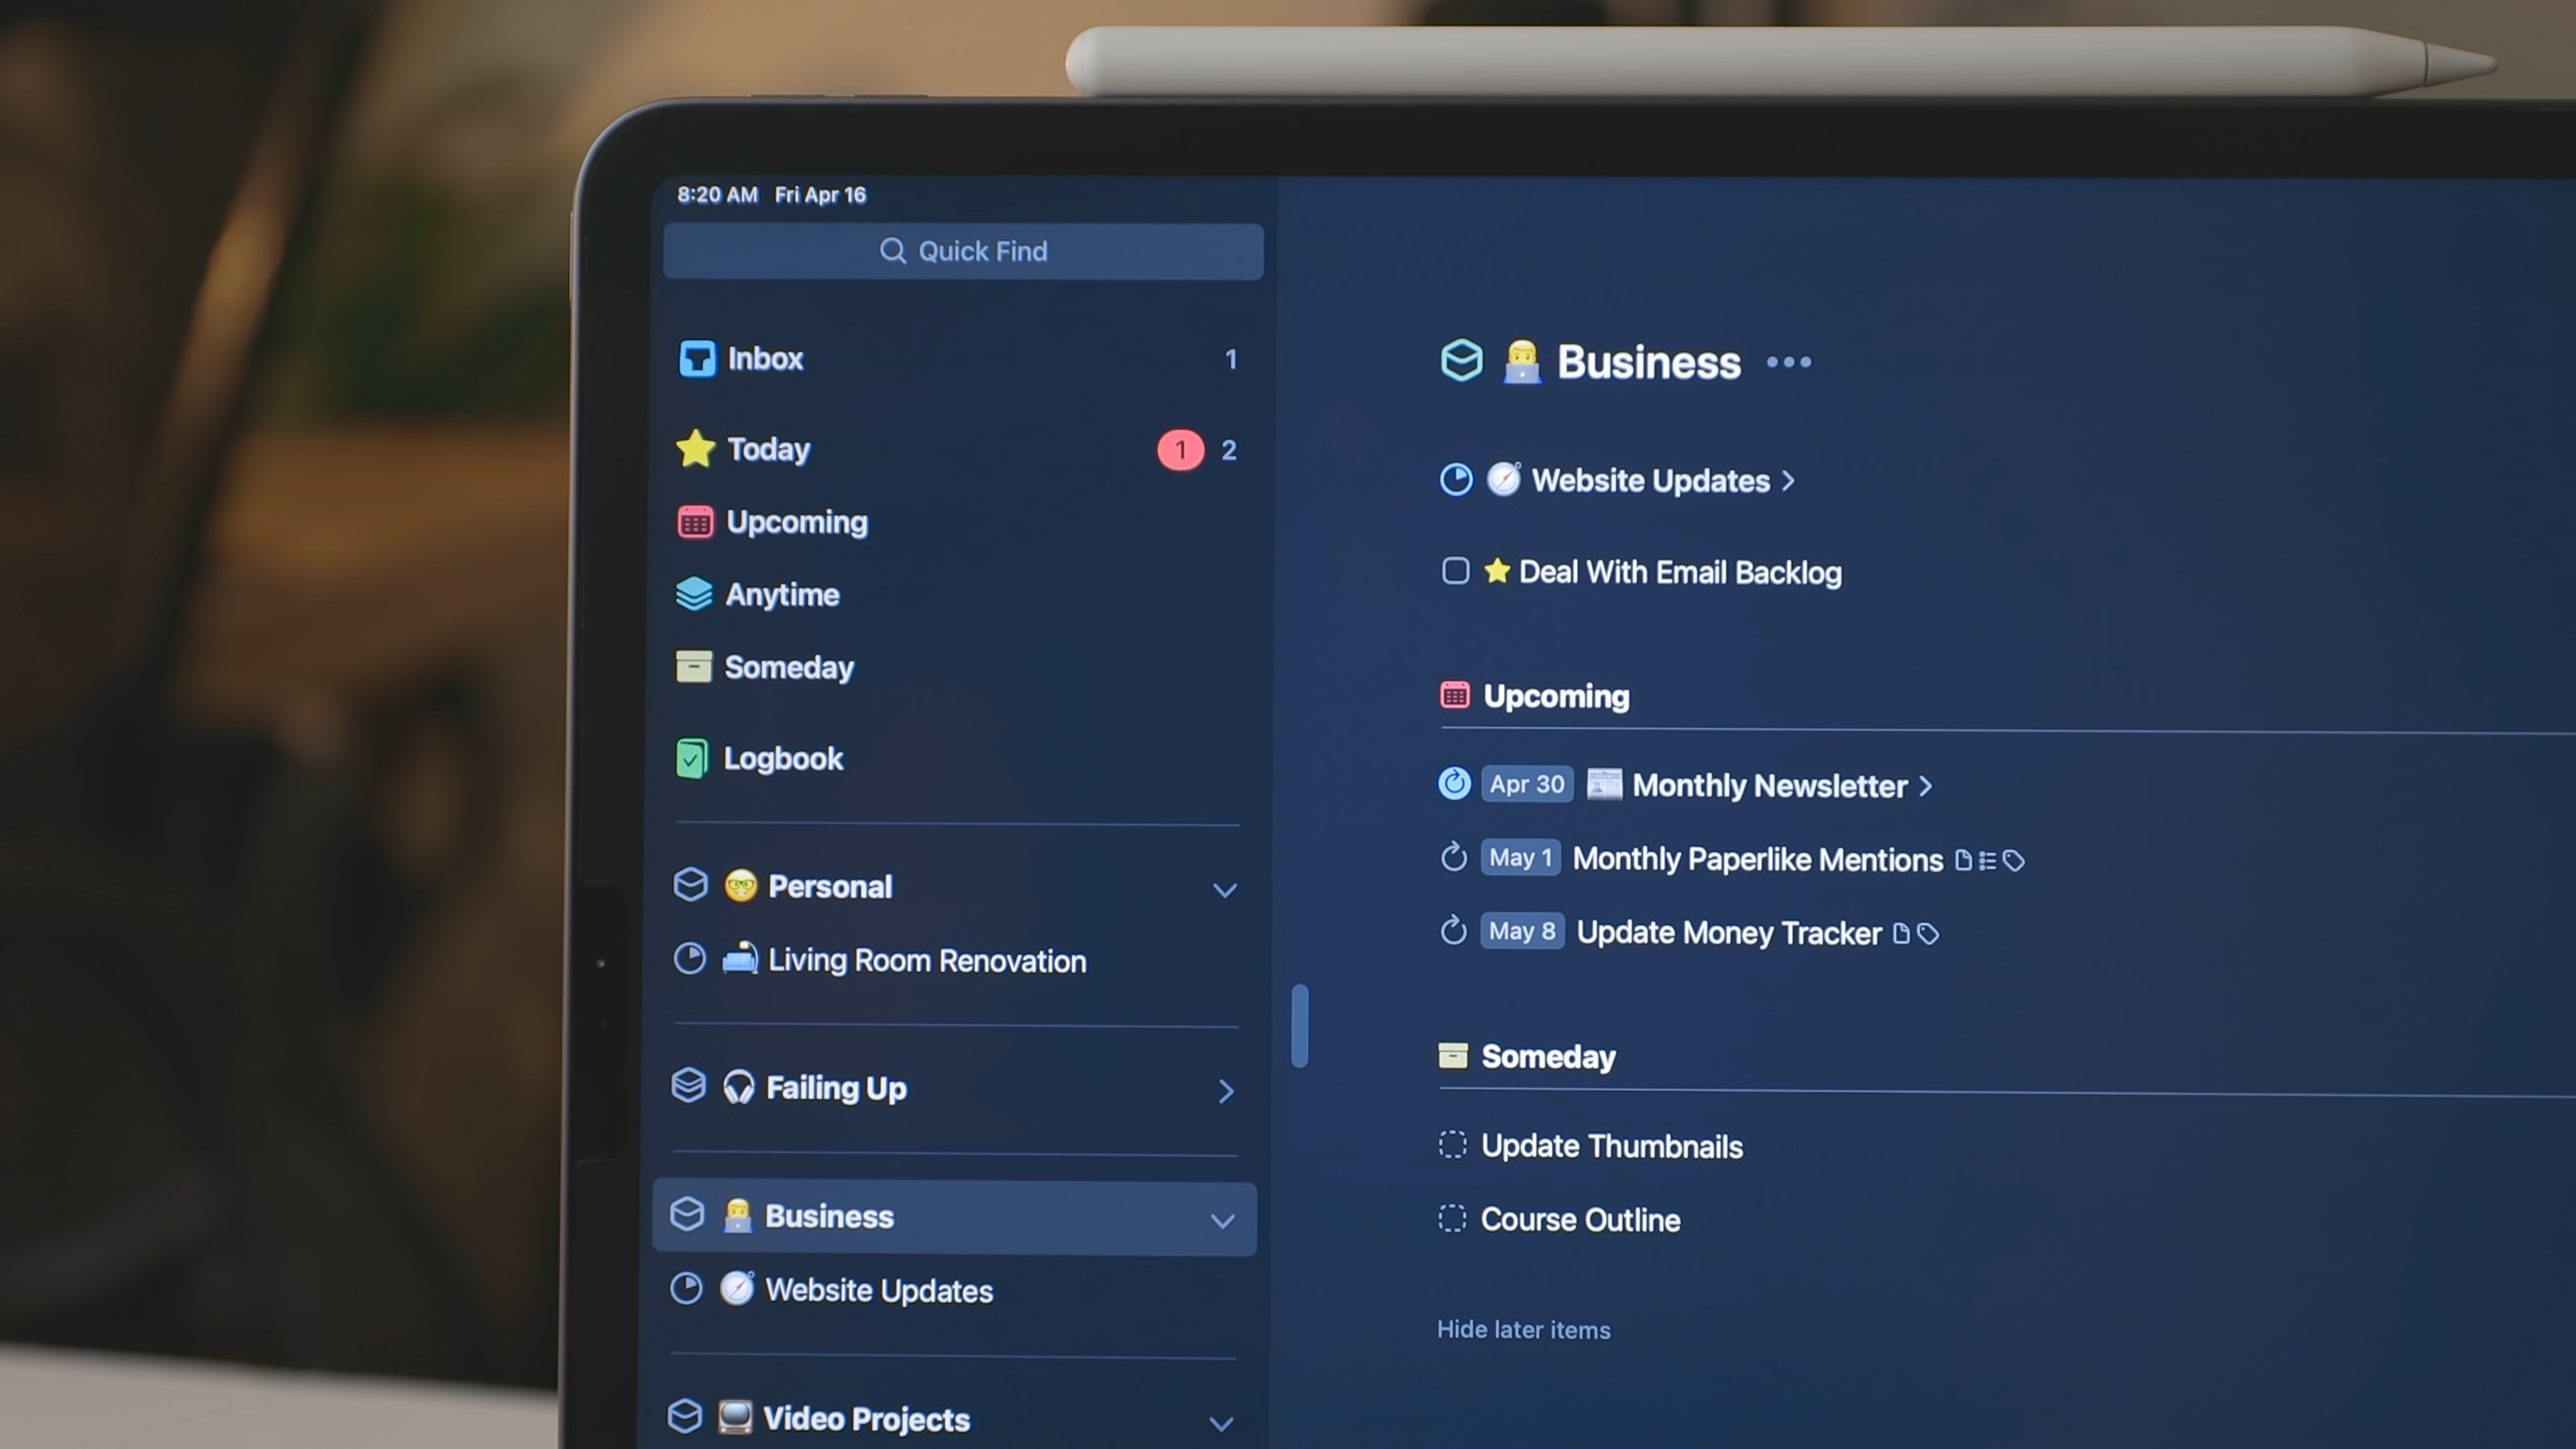 8:20 AM Fri Apr 16
Quick Find
Inbox 1
Today 1 2
Upcoming
Anytime
Someday
Logbook
Personal
Living Room Renovation
Failing Up
Business
Website Updates
Video Projects
Business
Website Updates
Deal With Email Backlog
Upcoming
Apr 30 Monthly Newsletter
May 1 Monthly Paperlike Mentions
May 8 Update Money Tracker
Someday
Update Thumbnails
Course Outline
Hide later items